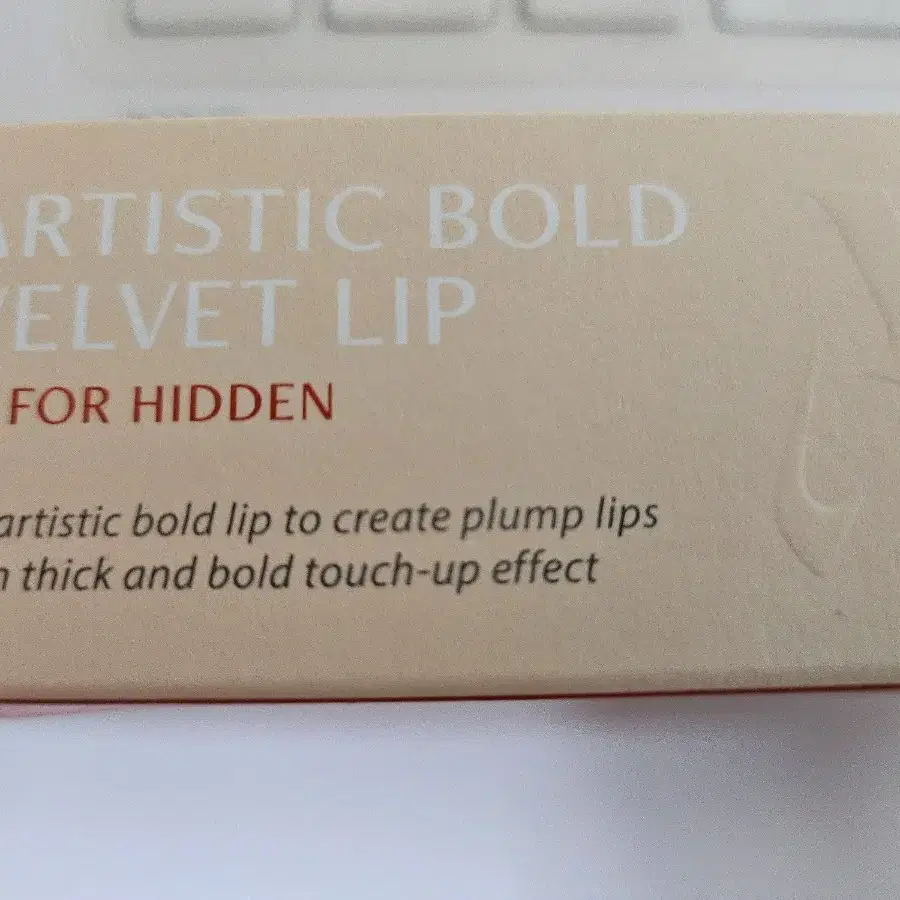 ARTISTIC BOLD
VELVET LIP
FOR HIDDEN
artistic bold lip to create plump lips
thick and bold touch-up effect